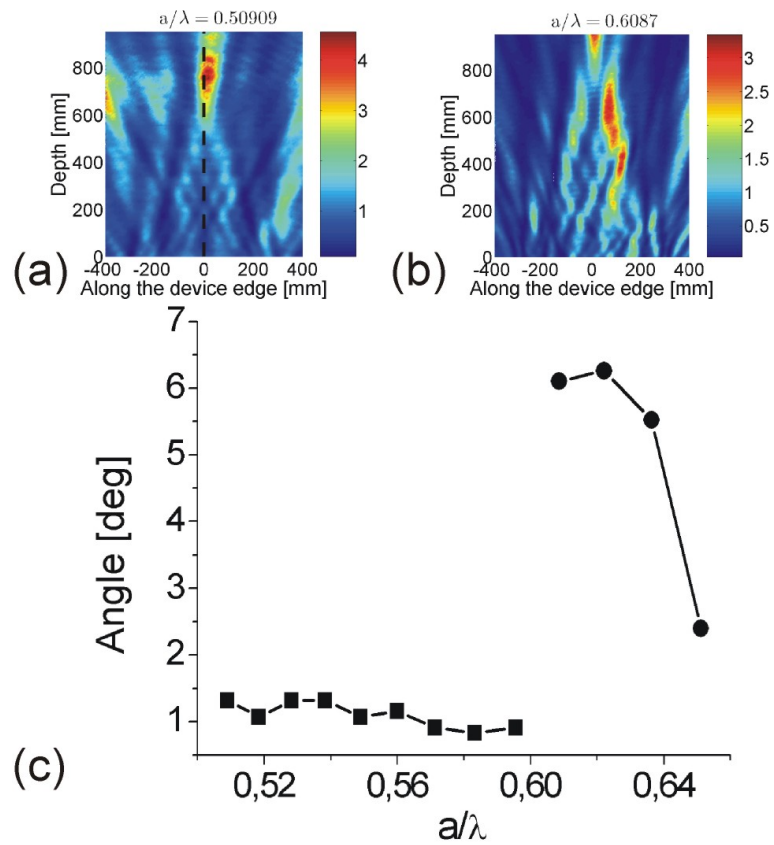 a/λ = 0.50909
a/λ = 0.6087
Depth [mm]
800
600
400
200
0
-400 -200 0 200 400
Along the device edge [mm]
4
3
2
1
(a)
Depth [mm]
800
600
400
200
0
-400 -200 0 200 400
Along the device edge [mm]
3
2.5
2
1.5
1
0.5
(b)
Angle [deg]
7
6
5
4
3
2
1
0,52 0,56 0,60 0,64
a/λ
(c)